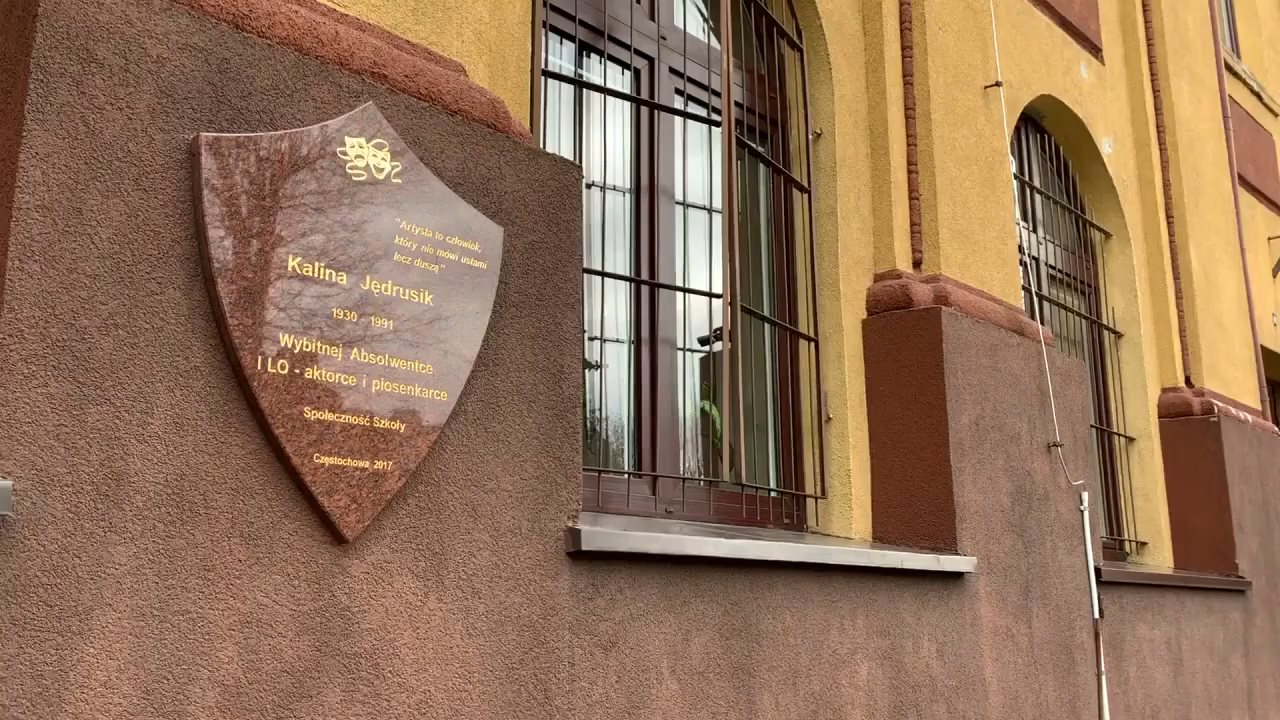 "Artysta to człowiek,
który nie mówi ustami
lecz duszą"
Kalina Jędrusik
1930 - 1991
Wybitnej Absolwentce
I LO - aktorce i piosenkarce
Społeczność Szkoły
Częstochowa 2017